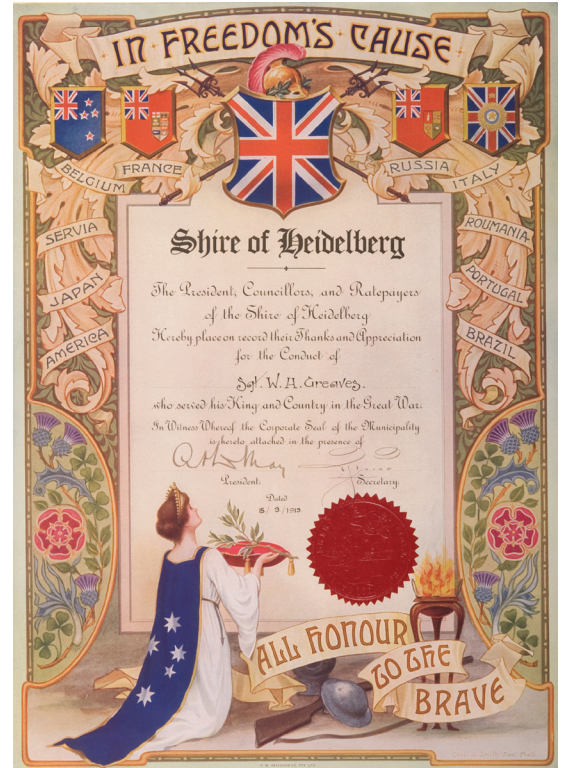 IN FREEDOM'S CAUSE
BELGIUM
FRANCE
RUSSIA
ITALY
SERVIA
ROUMANIA
JAPAN
PORTUGAL
AMERICA
BRAZIL
Shire of Heidelberg
The President, Councillors, and Ratepayers
of the Shire of Heidelberg
Hereby place on record their Thanks and Appreciation
for the Conduct of
Sgt. W. A. Greaves.
who served his King and Country in the Great War.
In Witness Whereof the Corporate Seal of the Municipality
is hereto attached in the presence of
President.
Secretary.
Dated
15/9/1919.
ALL HONOUR
TO THE
BRAVE